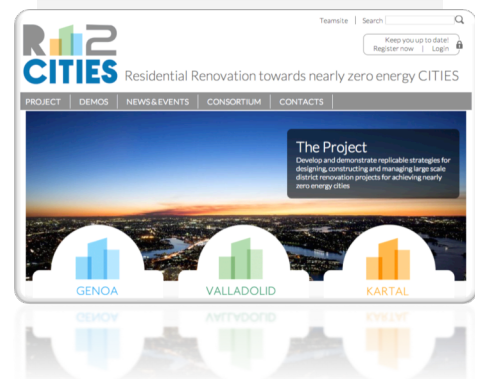 Teamsite | Search
Keep you up to date!
Register now | Login
R2
CITIES Residential Renovation towards nearly zero energy CITIES
PROJECT | DEMOS | NEWS & EVENTS | CONSORTIUM | CONTACTS
The Project
Develop and demonstrate replicable strategies for
designing, constructing and managing large scale
district renovation projects for achieving nearly
zero energy cities
GENOA VALLADOLID KARTAL